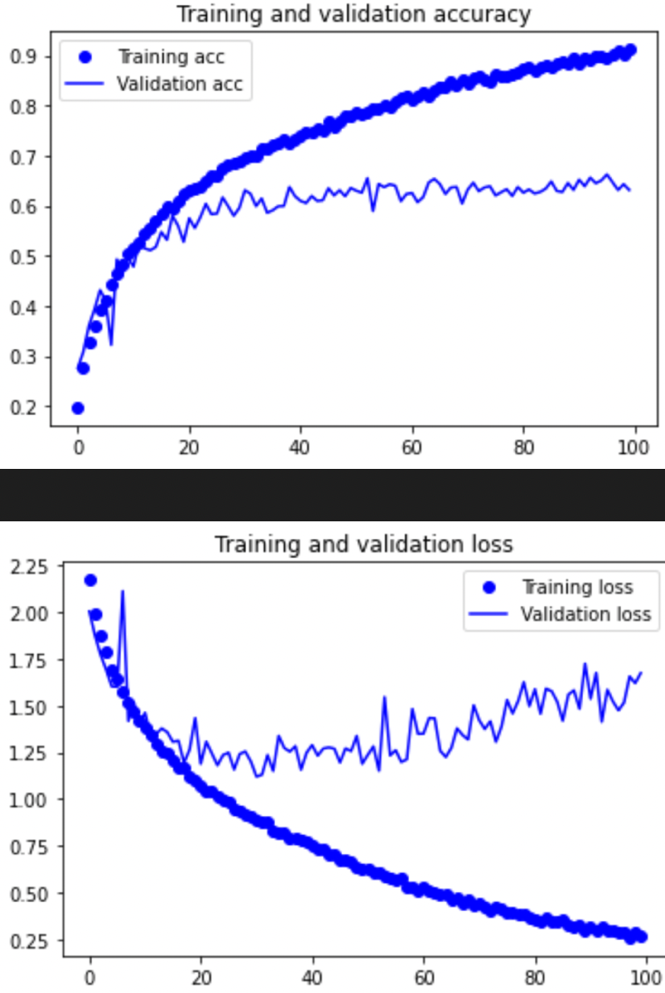 Training and validation accuracy
0.9
Training acc
Validation acc
0.8
0.7
0.6
0.5
0.4
0.3
0.2
0 20 40 60 80 100
Training and validation loss
2.25
Training loss
2.00
Validation loss
1.75
1.50
1.25
1.00
0.75
0.50
0.25
0 20 40 60 80 100